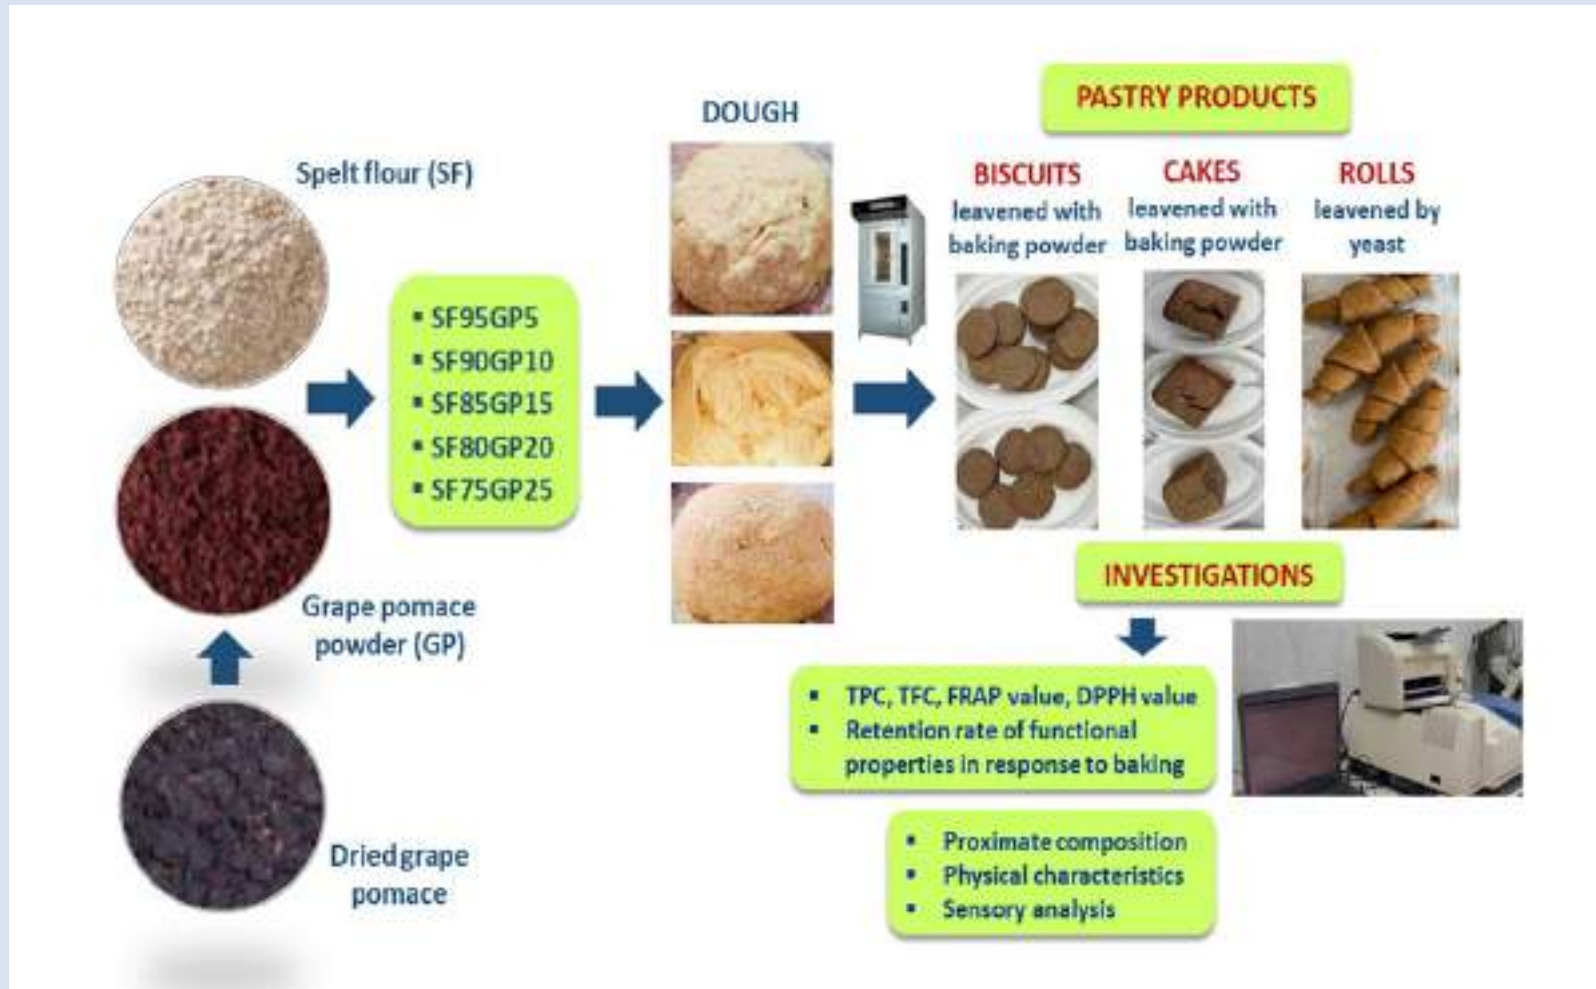 Spelt flour (SF)
Grape pomace
powder (GP)
Dried grape
pomace
▪ SF95GP5
▪ SF90GP10
▪ SF85GP15
▪ SF80GP20
▪ SF75GP25
DOUGH
PASTRY PRODUCTS
BISCUITS
leavened with
baking powder
CAKES
leavened with
baking powder
ROLLS
leavened by
yeast
INVESTIGATIONS
▪ TPC, TFC, FRAP value, DPPH value
▪ Retention rate of functional
properties in response to baking
▪ Proximate composition
▪ Physical characteristics
▪ Sensory analysis